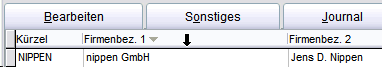 Bearbeiten Sonstiges Journal
Kürzel Firmenbez. 1 Firmenbez. 2
NIPPEN nippen GmbH Jens D. Nippen